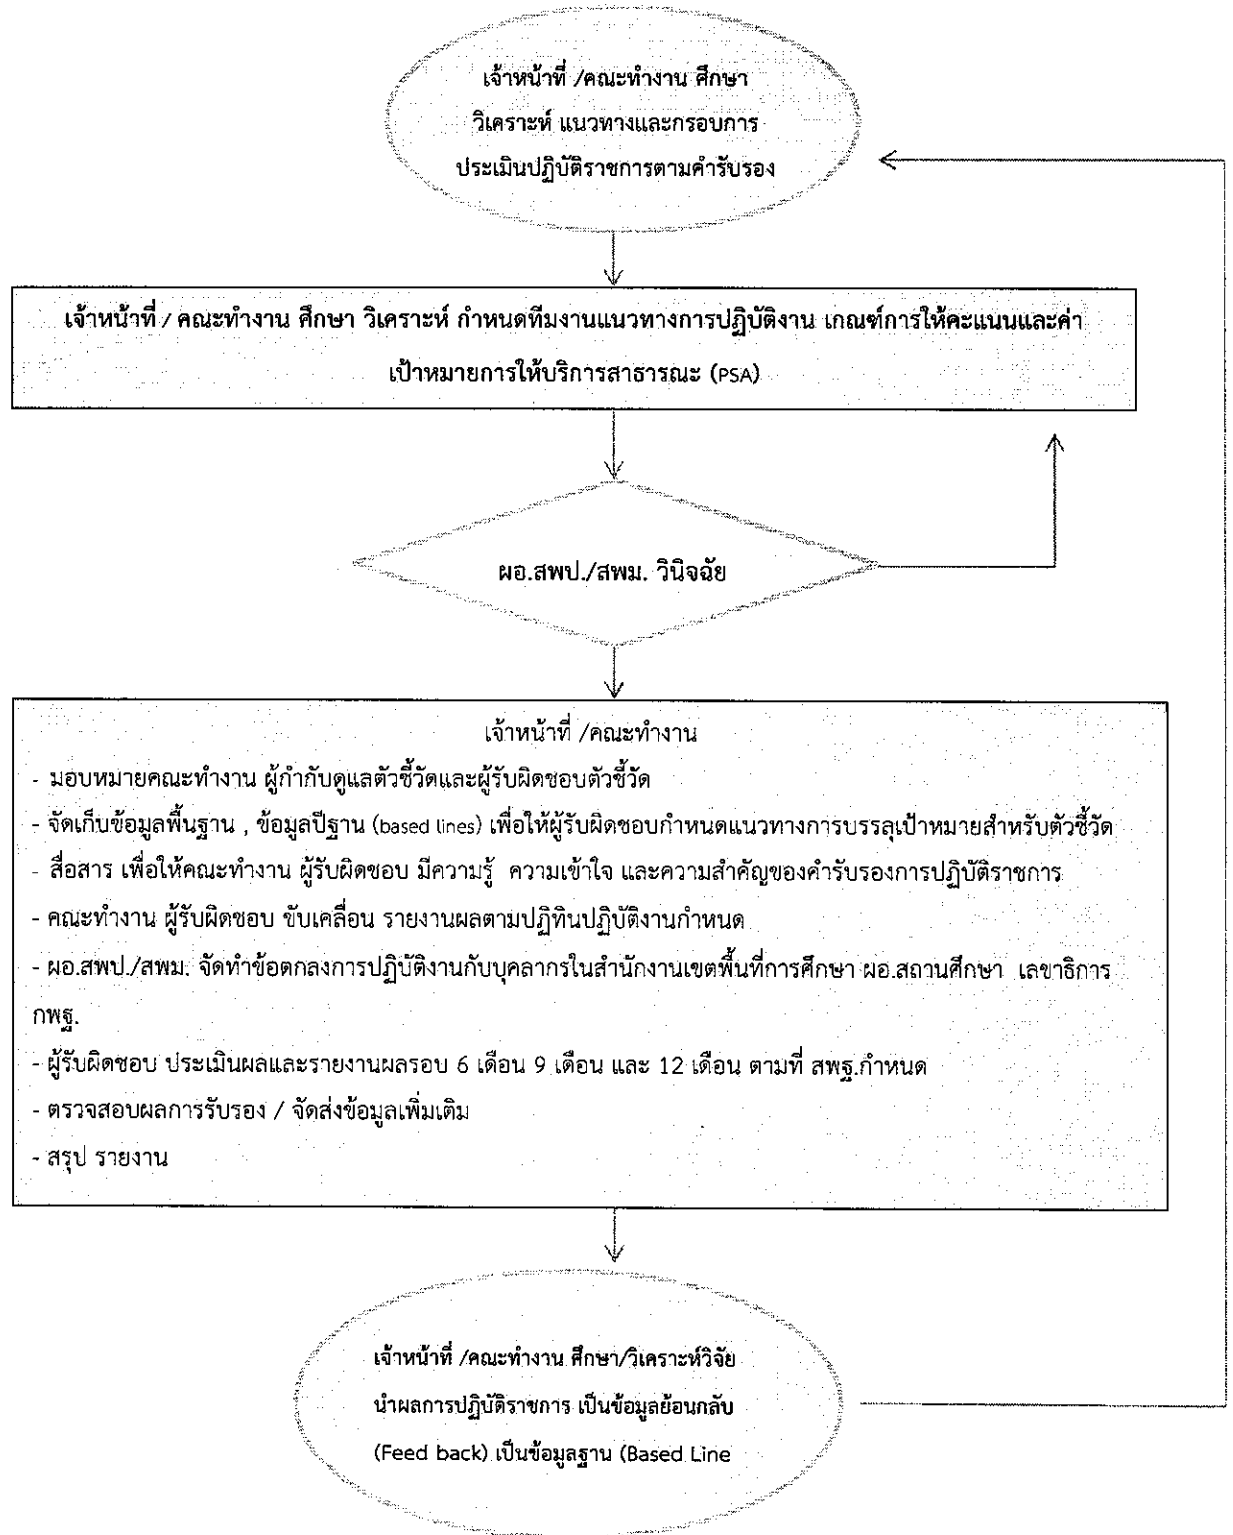 เจ้าหน้าที่ /คณะทำงาน ศึกษา
วิเคราะห์ แนวทางและกรอบการ
ประเมินปฏิบัติราชการตามคำรับรอง
เจ้าหน้าที่ / คณะทำงาน ศึกษา วิเคราะห์ กำหนดทีมงานแนวทางการปฏิบัติงาน เกณฑ์การให้คะแนนและค่า
เป้าหมายการให้บริการสาธารณะ (PSA)
ผอ.สพป./สพม. วินิจฉัย
เจ้าหน้าที่ /คณะทำงาน
- มอบหมายคณะทำงาน ผู้กำกับดูแลตัวชี้วัดและผู้รับผิดชอบตัวชี้วัด
- จัดเก็บข้อมูลพื้นฐาน , ข้อมูลปีฐาน (based lines) เพื่อให้ผู้รับผิดชอบกำหนดแนวทางการบรรลุเป้าหมายสำหรับตัวชี้วัด
- สื่อสาร เพื่อให้คณะทำงาน ผู้รับผิดชอบ มีความรู้ ความเข้าใจ และความสำคัญของคำรับรองการปฏิบัติราชการ
- คณะทำงาน ผู้รับผิดชอบ ขับเคลื่อน รายงานผลตามปฏิทินปฏิบัติงานกำหนด
- ผอ.สพป./สพม. จัดทำข้อตกลงการปฏิบัติงานกับบุคลากรในสำนักงานเขตพื้นที่การศึกษา ผอ.สถานศึกษา เลขาธิการ
กพฐ.
- ผู้รับผิดชอบ ประเมินผลและรายงานผลรอบ 6 เดือน 9 เดือน และ 12 เดือน ตามที่ สพฐ.กำหนด
- ตรวจสอบผลการรับรอง / จัดส่งข้อมูลเพิ่มเติม
- สรุป รายงาน
เจ้าหน้าที่ /คณะทำงาน ศึกษา/วิเคราะห์วิจัย
นำผลการปฏิบัติราชการ เป็นข้อมูลย้อนกลับ
(Feed back) เป็นข้อมูลฐาน (Based Line